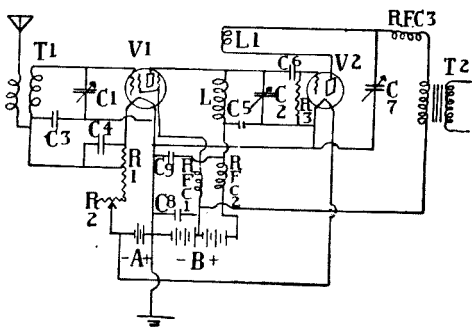 RFC3
T1
V1
L1
C6
V2
T2
C1
L
C5
C2
R3
C7
C3
C4
R1
C9
RFC1
RFC2
R2
C8
-A+
-B+